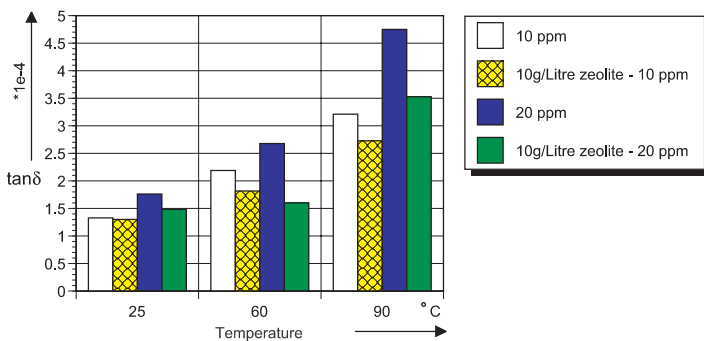 5
4.5
4
3.5
3
2.5
2
1.5
1
0.5
0
*1e-4
tanδ
25
60
90
°C
Temperature
10 ppm
10g/Litre zeolite - 10 ppm
20 ppm
10g/Litre zeolite - 20 ppm